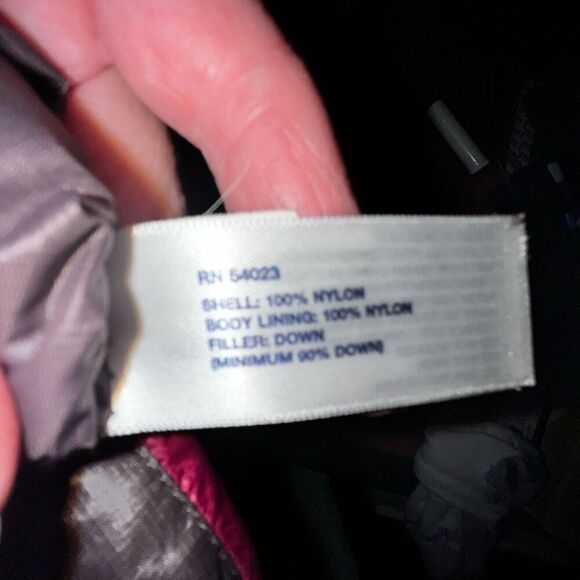 RN 54023
SHELL: 100% NYLON
BODY LINING: 100% NYLON
FILLER: DOWN
[MINIMUM 90% DOWN]